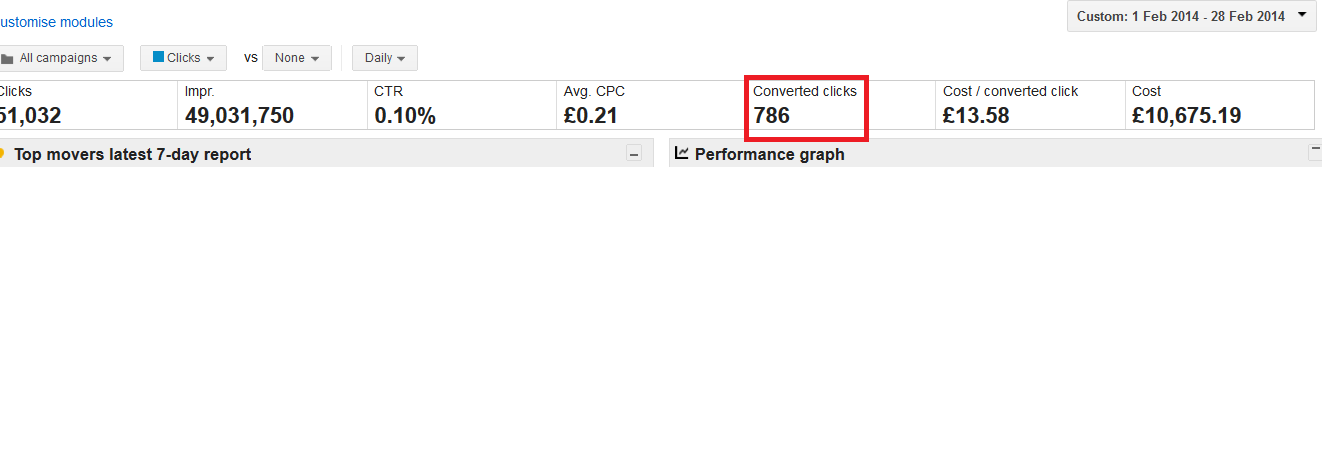 ustomise modules
Custom: 1 Feb 2014 - 28 Feb 2014
All campaigns
Clicks
vs
None
Daily
Clicks
Impr.
CTR
Avg. CPC
Converted clicks
Cost / converted click
Cost
51,032
49,031,750
0.10%
£0.21
786
£13.58
£10,675.19
Top movers latest 7-day report
Performance graph